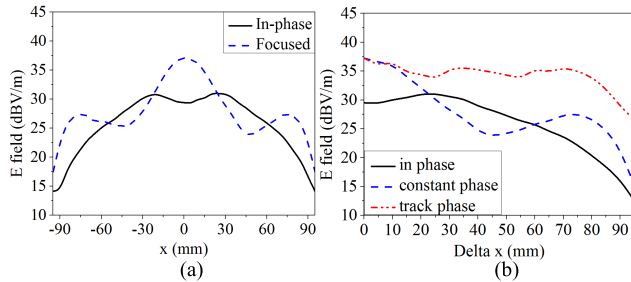 45
40
35
30
25
20
15
10
E field (dBV/m)
In-phase
Focused
-90 -60 -30 0 30 60 90
x (mm)
(a)
45
40
35
30
25
20
15
10
E field (dBV/m)
in phase
constant phase
track phase
0 10 20 30 40 50 60 70 80 90
Delta x (mm)
(b)